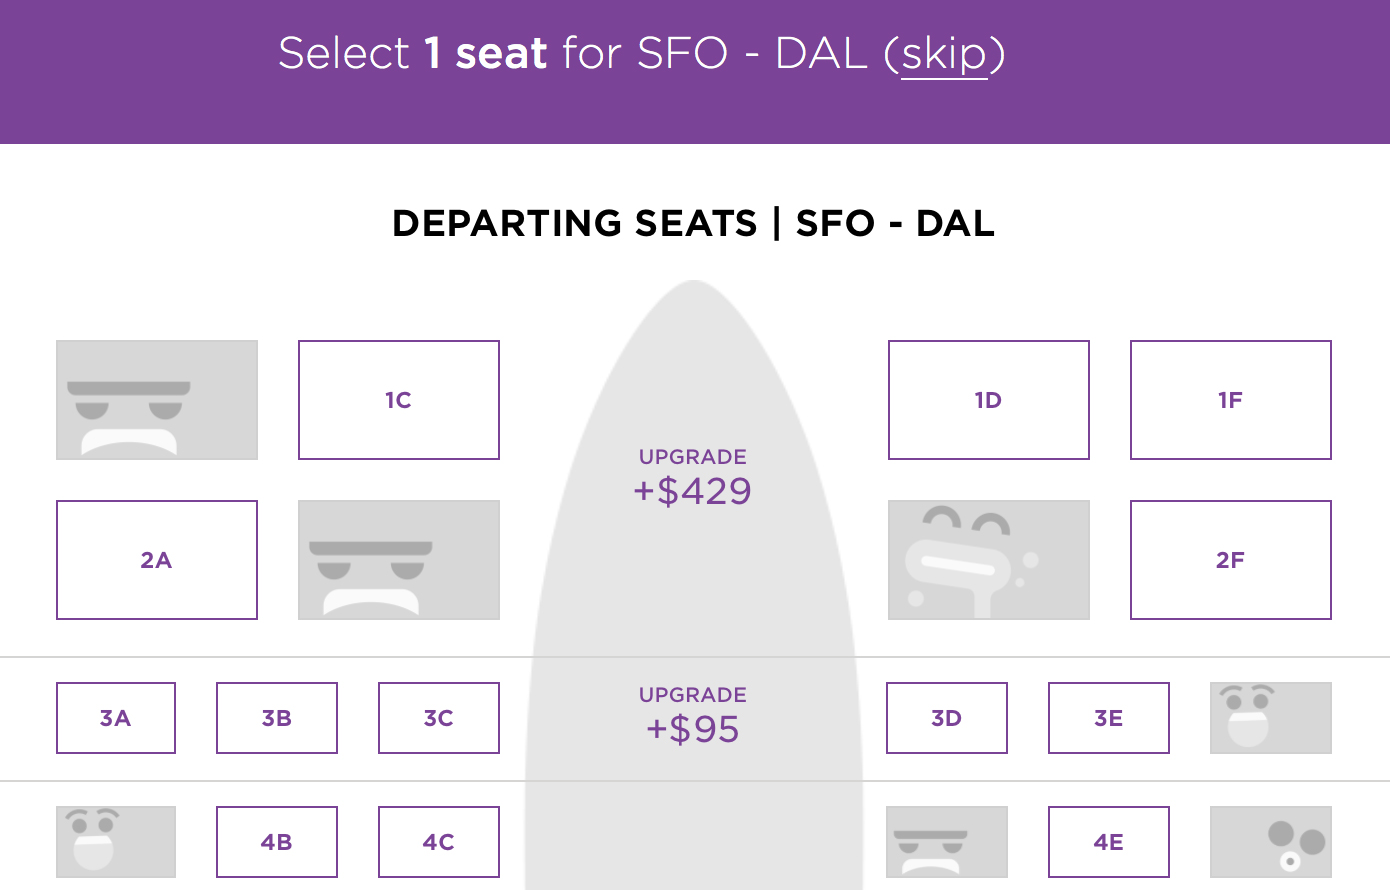 Select 1 seat for SFO - DAL (skip)
DEPARTING SEATS | SFO - DAL
1C
1D
1F
UPGRADE
+$429
2A
2F
3A
3B
3C
UPGRADE
+$95
3D
3E
4B
4C
4E